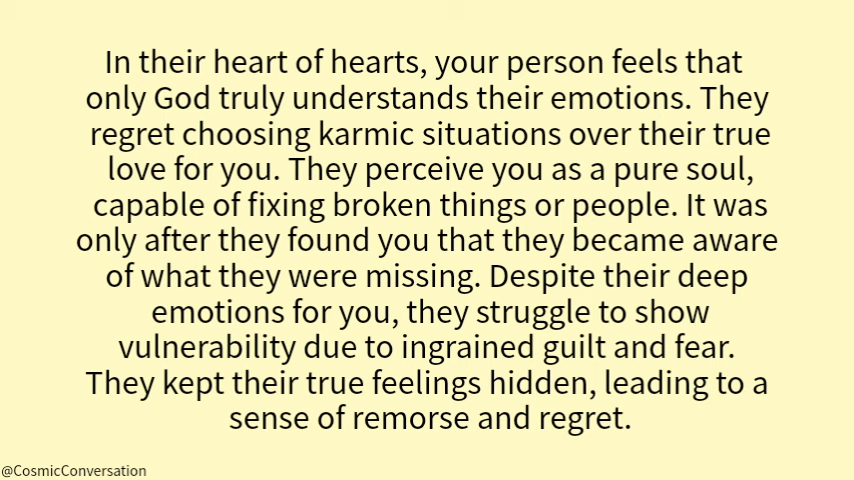 In their heart of hearts, your person feels that
only God truly understands their emotions. They
regret choosing karmic situations over their true
love for you. They perceive you as a pure soul,
capable of fixing broken things or people. It was
only after they found you that they became aware
of what they were missing. Despite their deep
emotions for you, they struggle to show
vulnerability due to ingrained guilt and fear.
They kept their true feelings hidden, leading to a
sense of remorse and regret.
@CosmicConversation